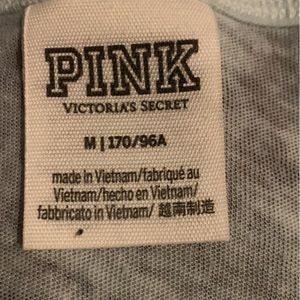 PINK
VICTORIA'S SECRET
M | 170/96A
made in Vietnam/fabriqué au
Vietnam/hecho en Vietnam/
fabbricato in Vietnam/ 越南制造